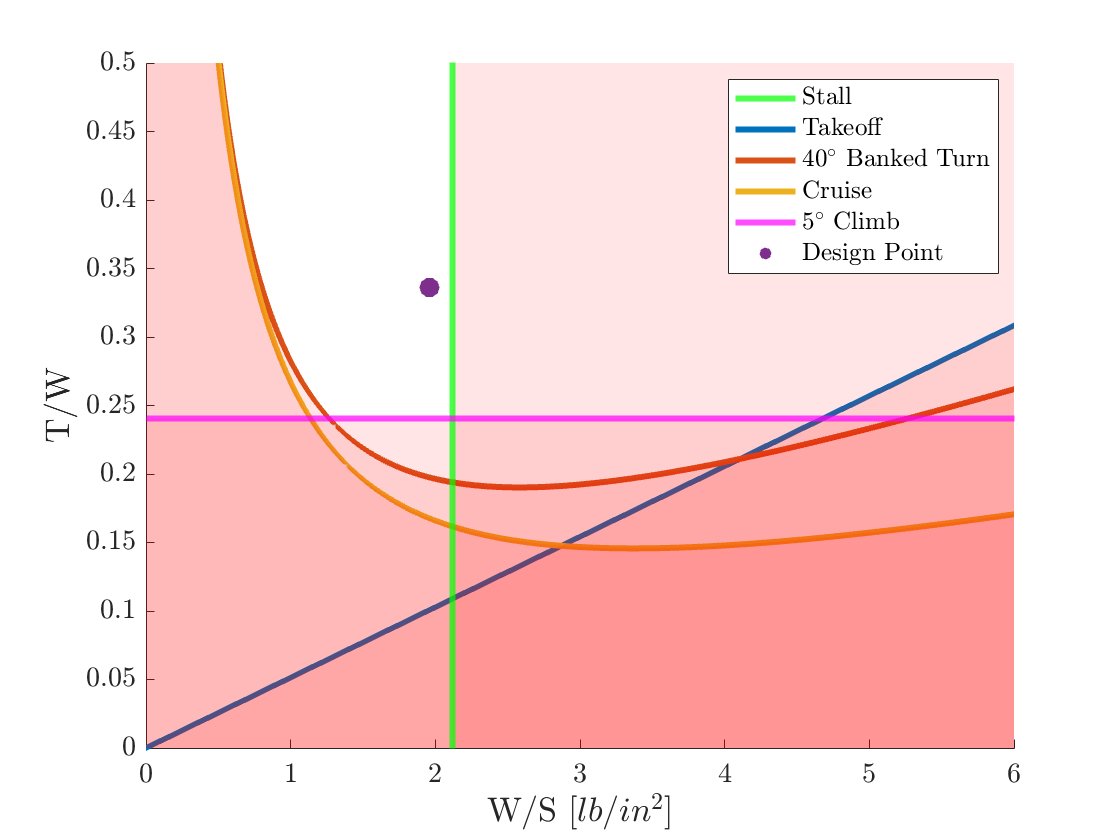 0.5
0.45
0.4
0.35
0.3
0.25
0.2
0.15
0.1
0.05
0
T/W
0 1 2 3 4 5 6
W/S [lb/in²]
Stall
Takeoff
40° Banked Turn
Cruise
5° Climb
Design Point